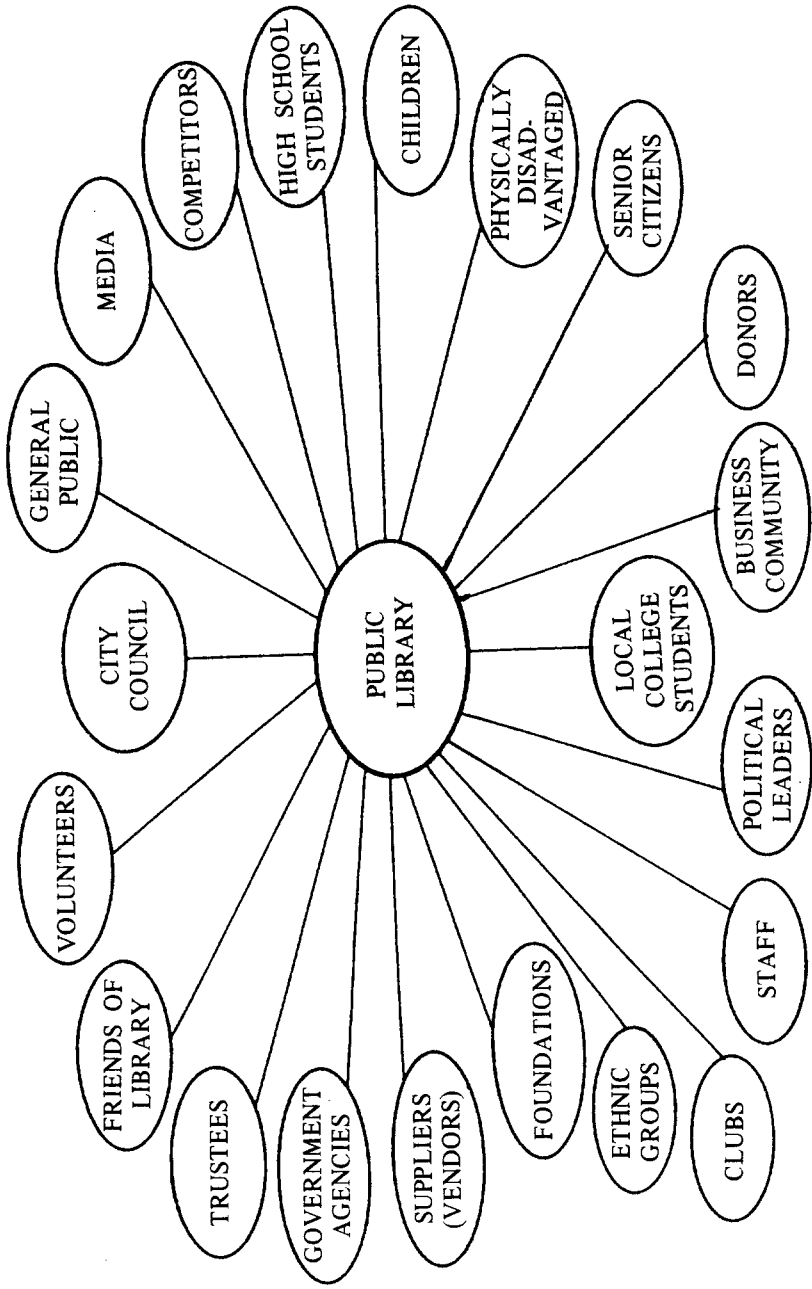 GENERAL
PUBLIC
MEDIA
COMPETITORS
HIGH SCHOOL
STUDENTS
CHILDREN
PHYSICALLY
DISAD-
VANTAGED
SENIOR
CITIZENS
DONORS
BUSINESS
COMMUNITY
LOCAL
COLLEGE
STUDENTS
POLITICAL
LEADERS
STAFF
CLUBS
ETHNIC
GROUPS
FOUNDATIONS
SUPPLIERS
(VENDORS)
GOVERNMENT
AGENCIES
TRUSTEES
FRIENDS OF
LIBRARY
VOLUNTEERS
CITY
COUNCIL
PUBLIC
LIBRARY